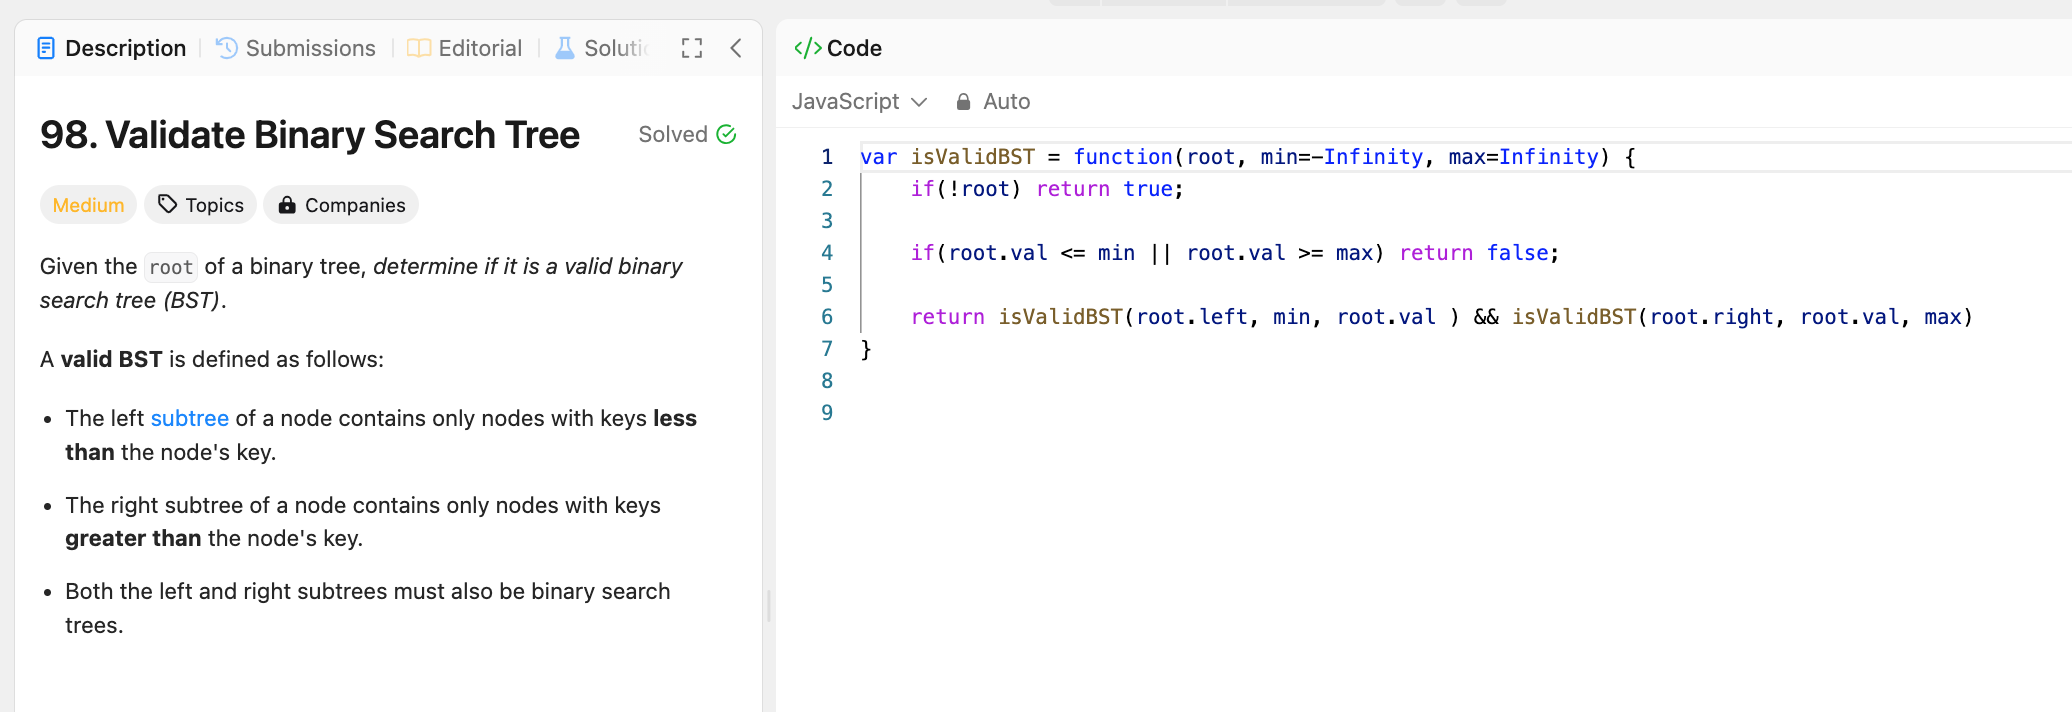 Description
Submissions
Editorial
Soluti
98. Validate Binary Search Tree
Solved
Medium
Topics
Companies
Given the root of a binary tree, determine if it is a valid binary
search tree (BST).
A valid BST is defined as follows:
• The left subtree of a node contains only nodes with keys less
than the node's key.
• The right subtree of a node contains only nodes with keys
greater than the node's key.
• Both the left and right subtrees must also be binary search
trees.
</> Code
JavaScript
Auto
1 var isValidBST = function(root, min=-Infinity, max=Infinity) {
2     if(!root) return true;
3
4     if(root.val <= min || root.val >= max) return false;
5
6     return isValidBST(root.left, min, root.val ) && isValidBST(root.right, root.val, max)
7 }
8
9